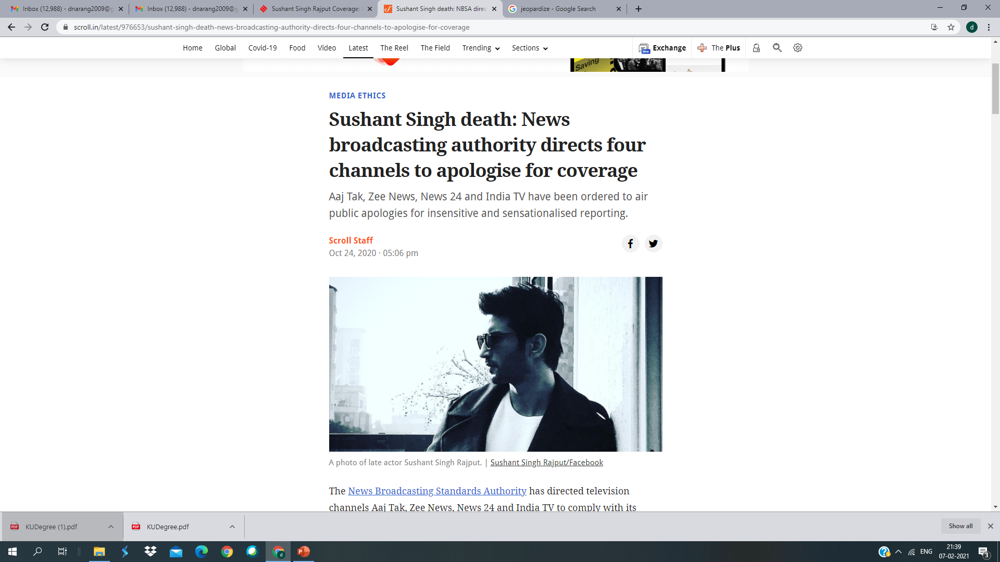 Inbox (12,988) - dnarang2009@g
Inbox (12,988) - dnarang2009@g
Sushant Singh Rajput Coverage:
Sushant Singh death: NBSA direc
jeopardize - Google Search
scroll.in/latest/976653/sushant-singh-death-news-broadcasting-authority-directs-four-channels-to-apologise-for-coverage
d
Home Global Covid-19 Food Video Latest The Reel The Field Trending Sections
New Exchange The Plus
Saving
MEDIA ETHICS
Sushant Singh death: News
broadcasting authority directs four
channels to apologise for coverage
Aaj Tak, Zee News, News 24 and India TV have been ordered to air
public apologies for insensitive and sensationalised reporting.
Scroll Staff
Oct 24, 2020 · 05:06 pm
A photo of late actor Sushant Singh Rajput. | Sushant Singh Rajput/Facebook
The News Broadcasting Standards Authority has directed television
channels Aaj Tak, Zee News, News 24 and India TV to comply with its
PDF KUDegree (1).pdf
PDF KUDegree.pdf
Show all
d
P
ENG
21:39
07-02-2021
3